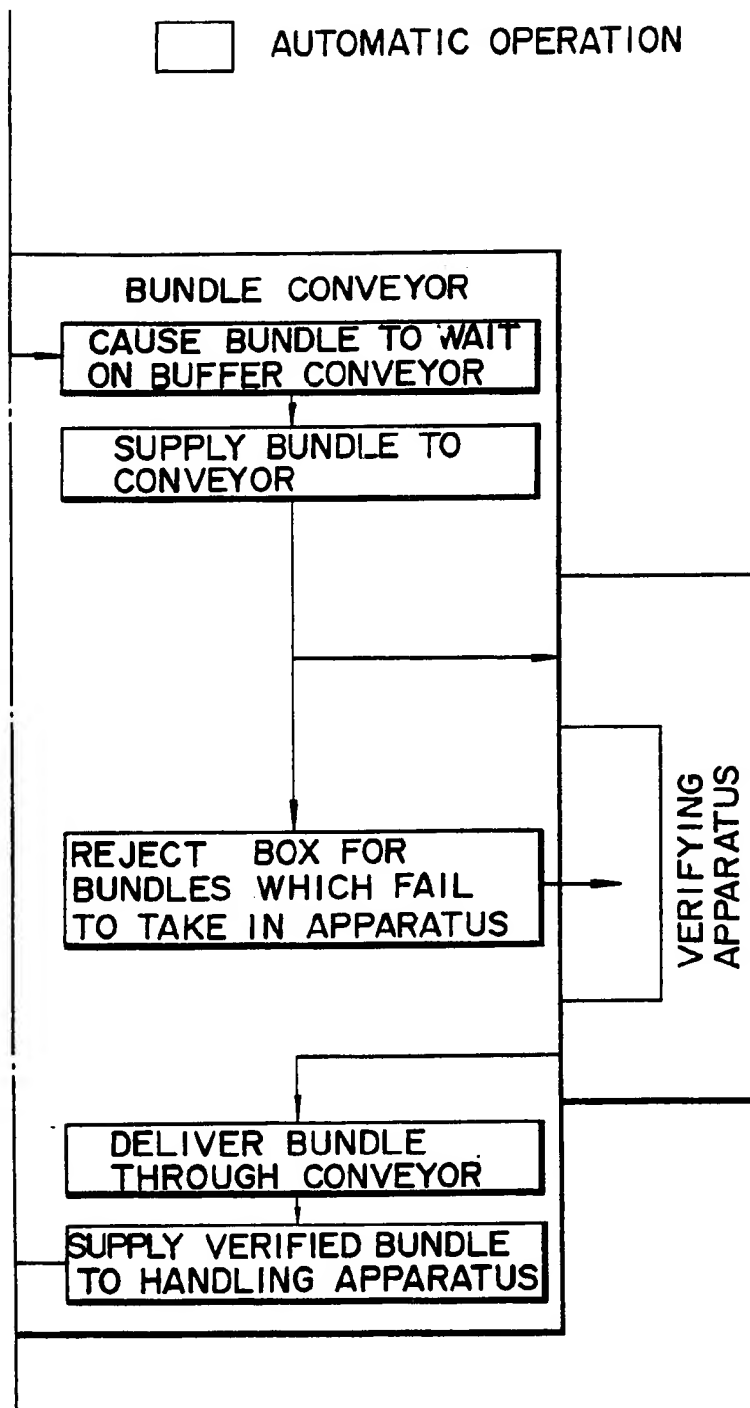 AUTOMATIC OPERATION
BUNDLE CONVEYOR
CAUSE BUNDLE TO WAIT
ON BUFFER CONVEYOR
SUPPLY BUNDLE TO
CONVEYOR
REJECT BOX FOR
BUNDLES WHICH FAIL
TO TAKE IN APPARATUS
VERIFYING
APPARATUS
DELIVER BUNDLE
THROUGH CONVEYOR
SUPPLY VERIFIED BUNDLE
TO HANDLING APPARATUS